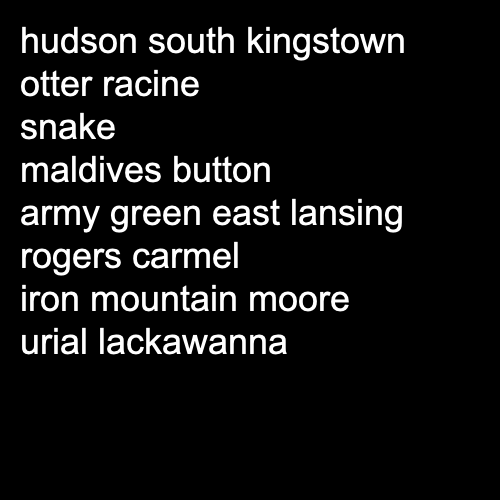 hudson south kingstown
otter racine
snake
maldives button
army green east lansing
rogers carmel
iron mountain moore
urial lackawanna